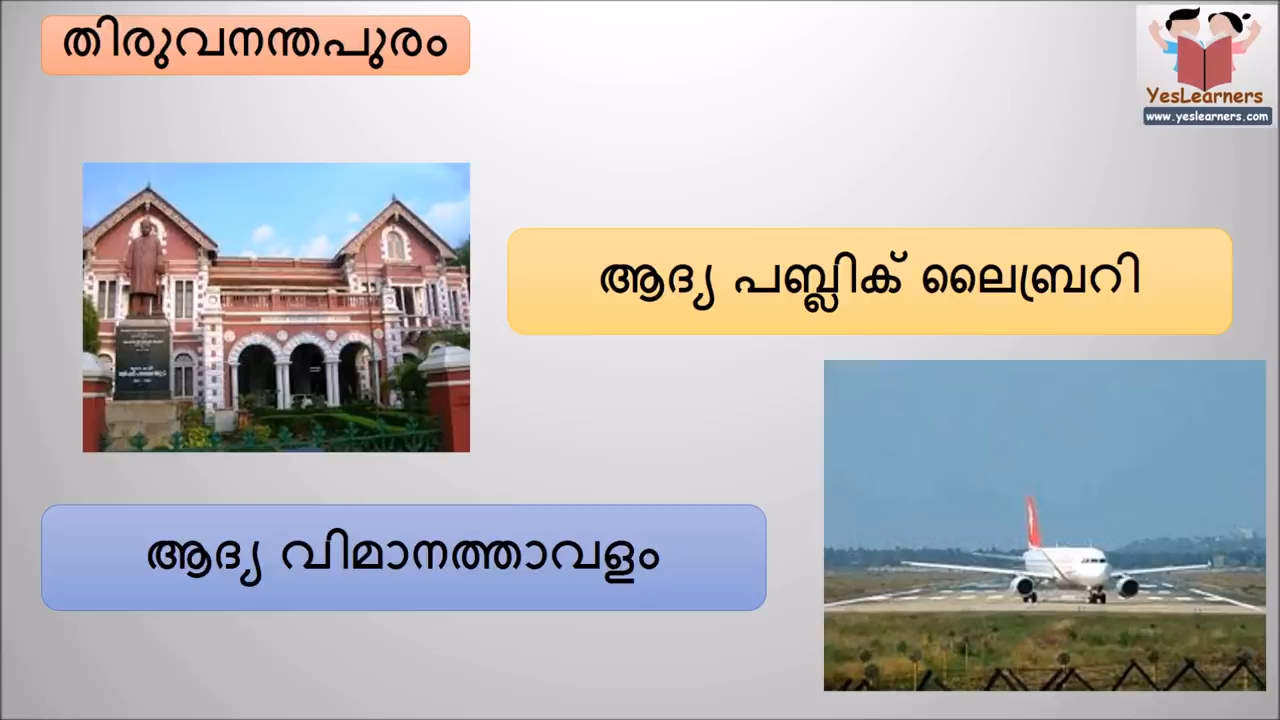 തിരുവനന്തപുരം
YesLearners
www.yeslearners.com
ആദ്യ പബ്ലിക് ലൈബ്രറി
ആദ്യ വിമാനത്താവളം